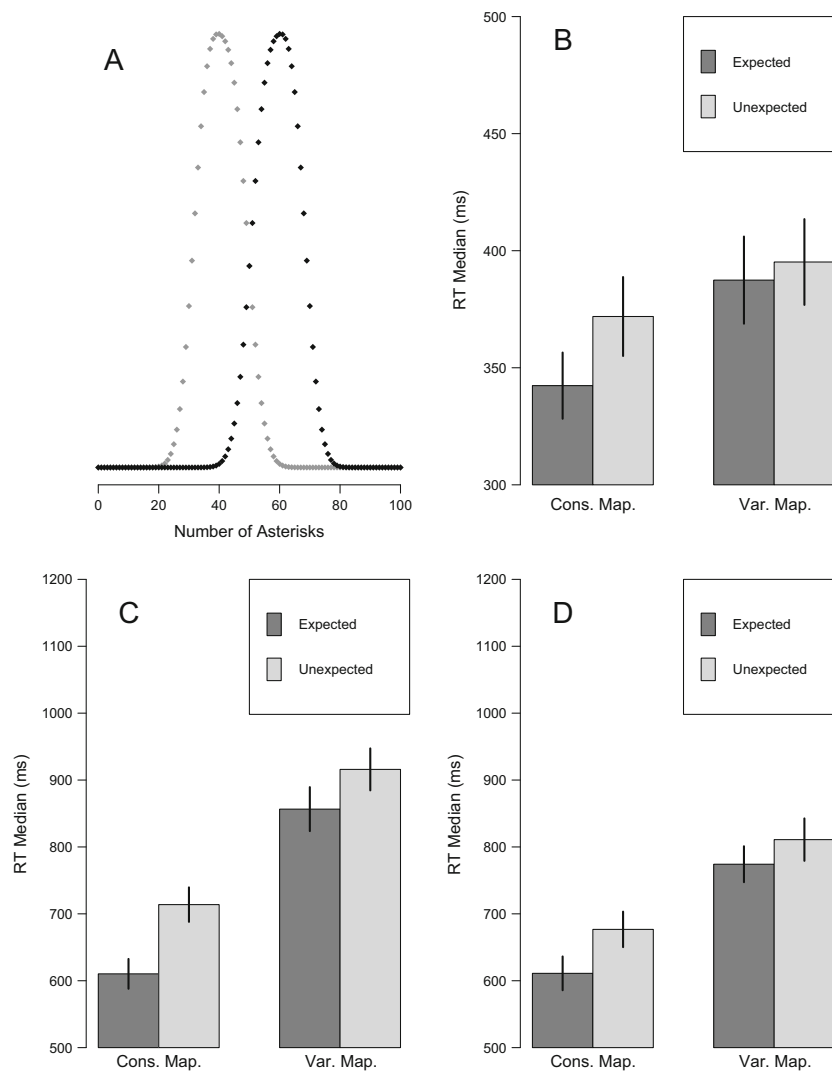 A
0 20 40 60 80 100
Number of Asterisks
B
500
450
400
350
300
RT Median (ms)
Expected
Unexpected
Cons. Map. Var. Map.
C
1200
1100
1000
900
800
700
600
500
RT Median (ms)
Expected
Unexpected
Cons. Map. Var. Map.
D
1200
1100
1000
900
800
700
600
500
RT Median (ms)
Expected
Unexpected
Cons. Map. Var. Map.